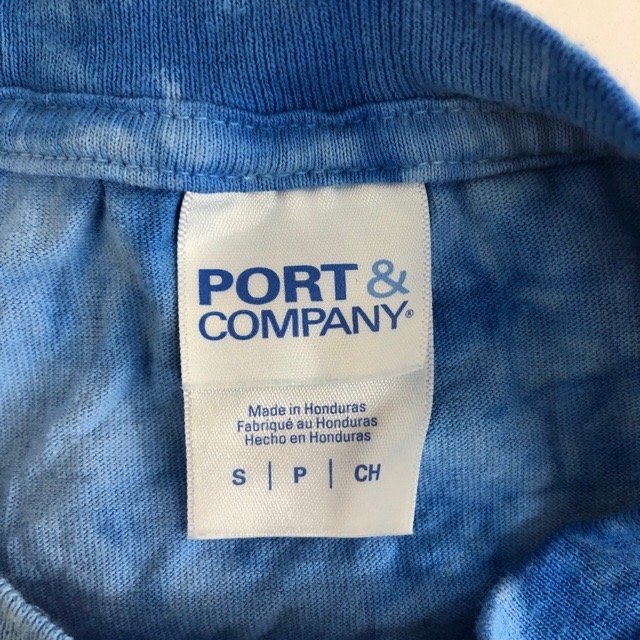 PORT &
COMPANY®
Made in Honduras
Fabriqué au Honduras
Hecho en Honduras
S | P | CH